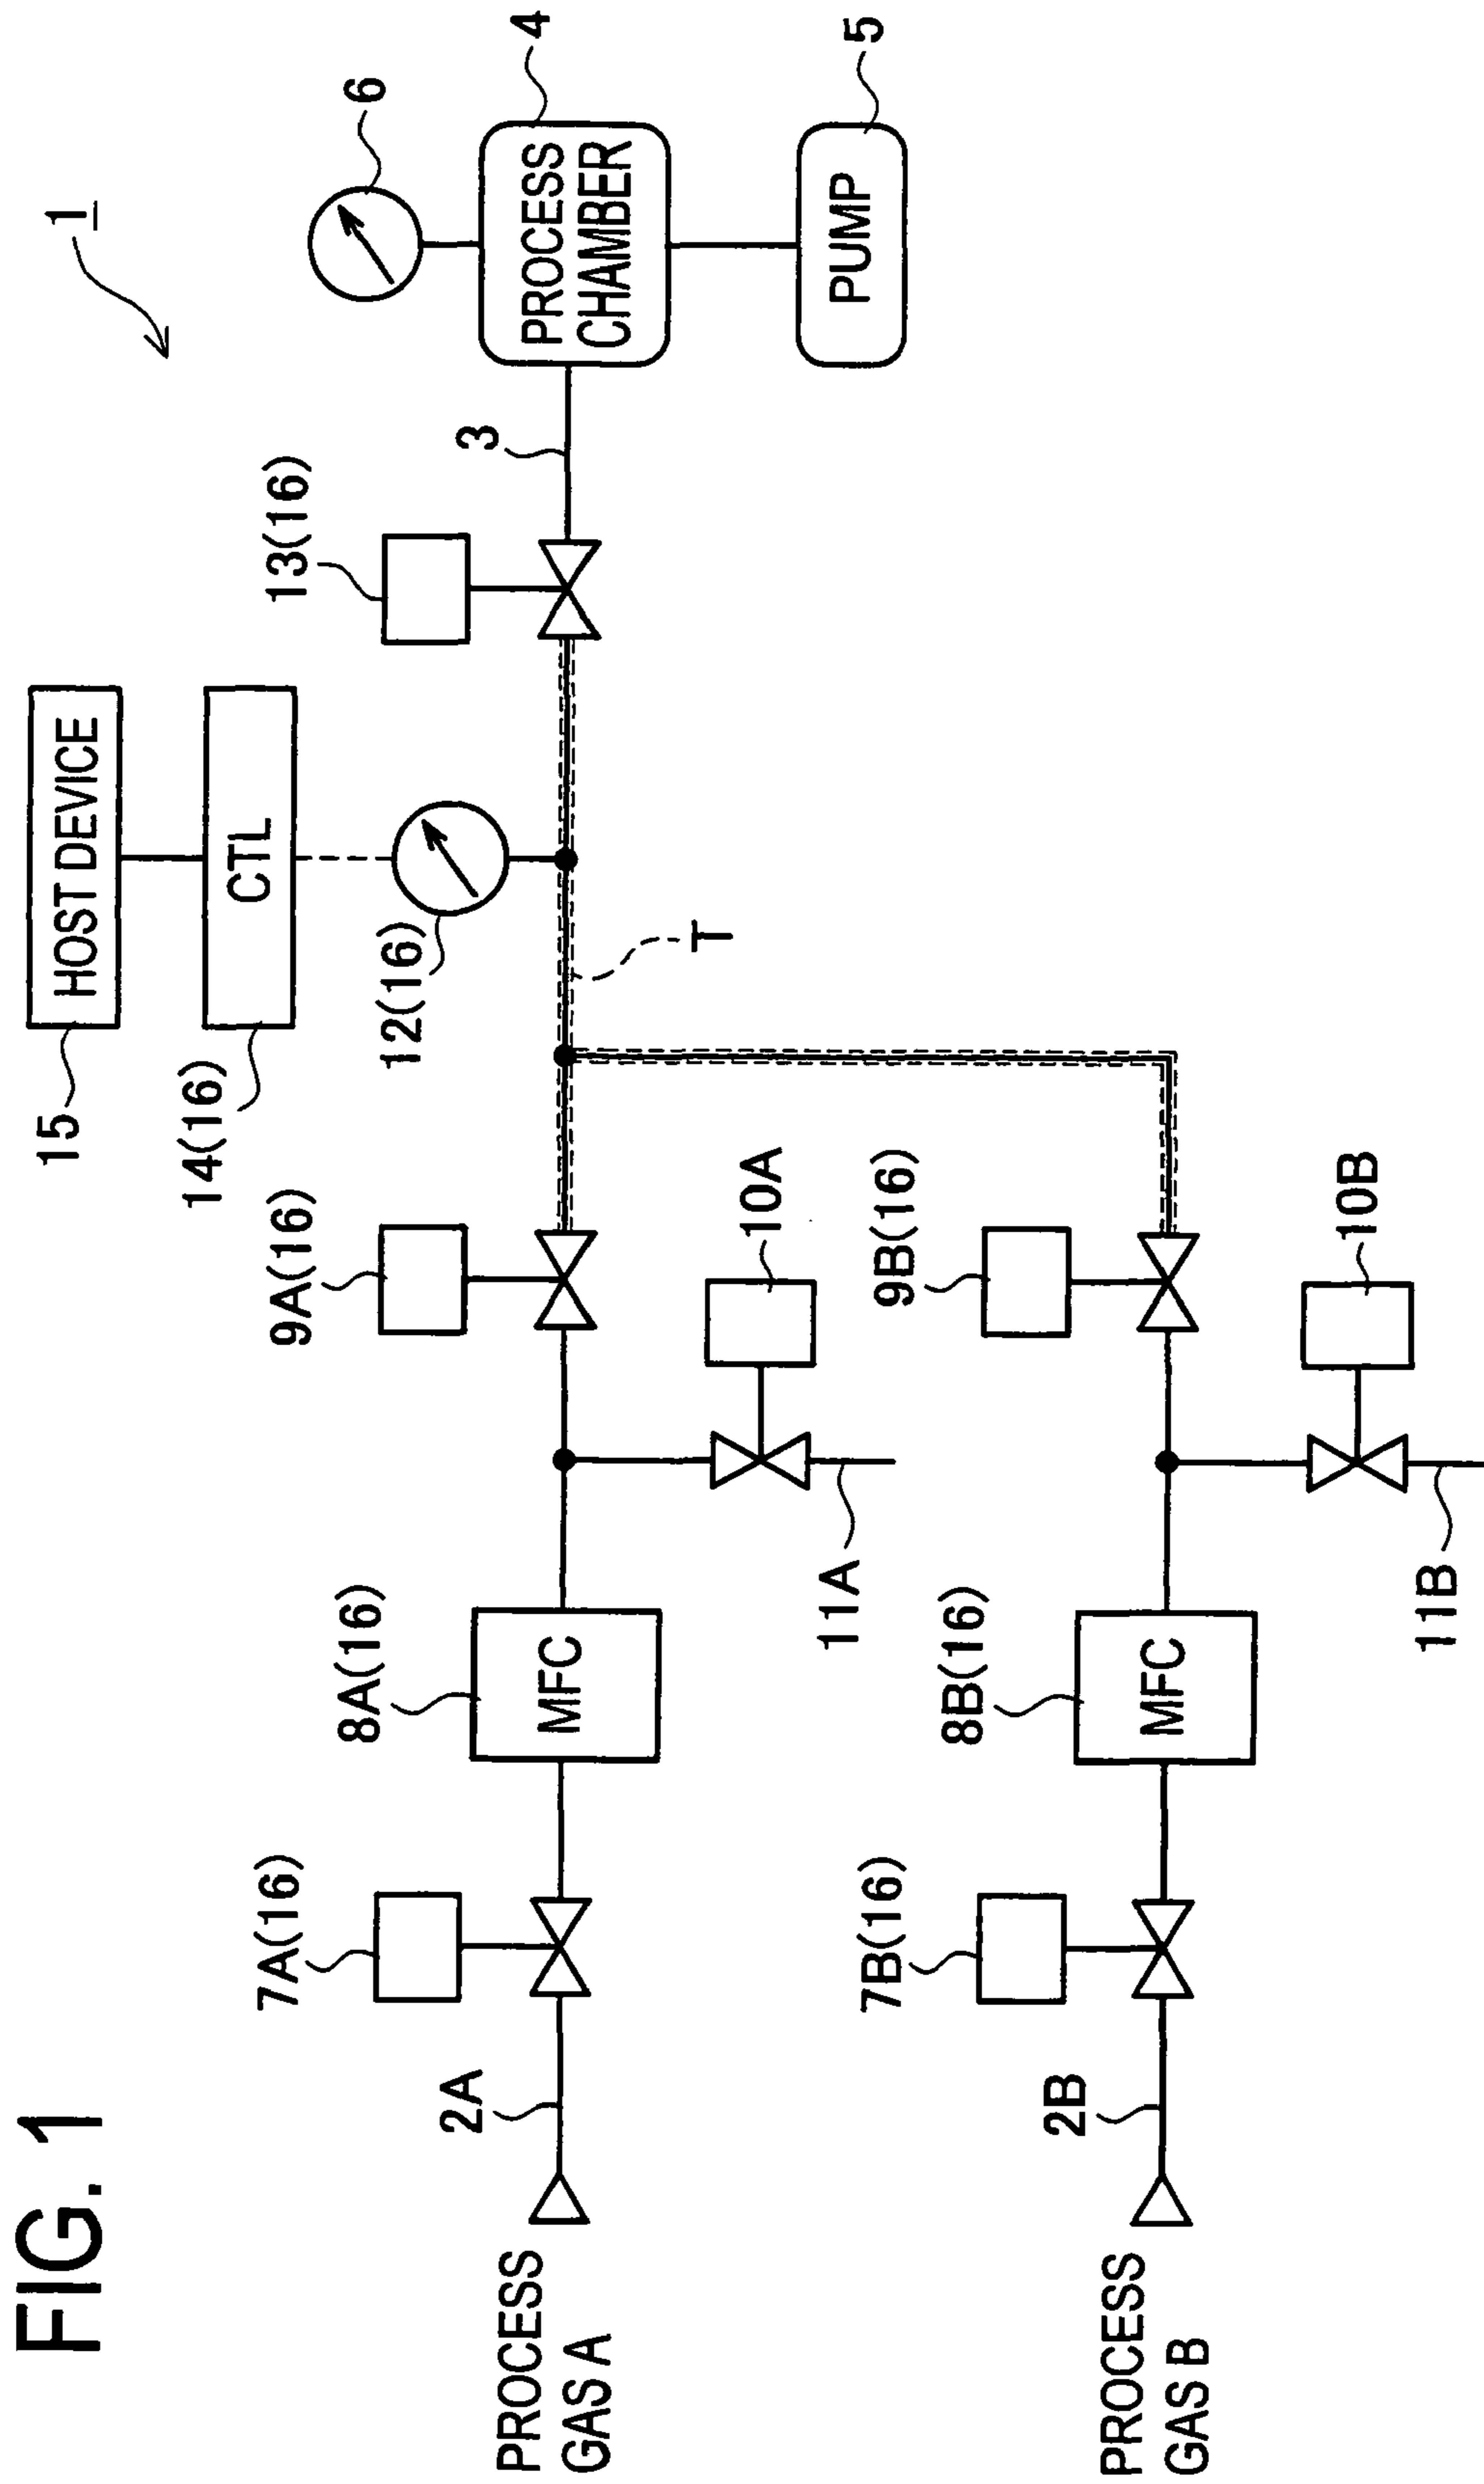 FIG. 1
1
HOST DEVICE
15
CTL
14(16)
6
PROCESS
CHAMBER
4
PUMP
5
3
13(16)
12(16)
T
9A(16)
10A
11A
8A(16)
MFC
7A(16)
2A
PROCESS
GAS A
9B(16)
10B
11B
8B(16)
MFC
7B(16)
2B
PROCESS
GAS B